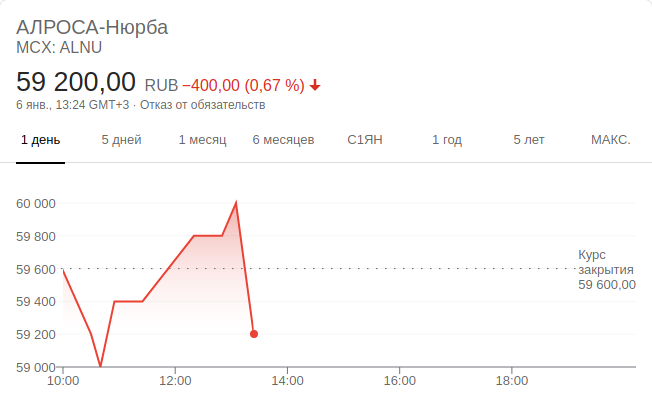 АЛРОСА-Нюрба
MCX: ALNU
59 200,00 RUB −400,00 (0,67 %)
6 янв., 13:24 GMT+3 · Отказ от обязательств
1 день 5 дней 1 месяц 6 месяцев С1ЯН 1 год 5 лет МАКС.
60 000
59 800
59 600
59 400
59 200
59 000
Курс
закрытия
59 600,00
10:00 12:00 14:00 16:00 18:00